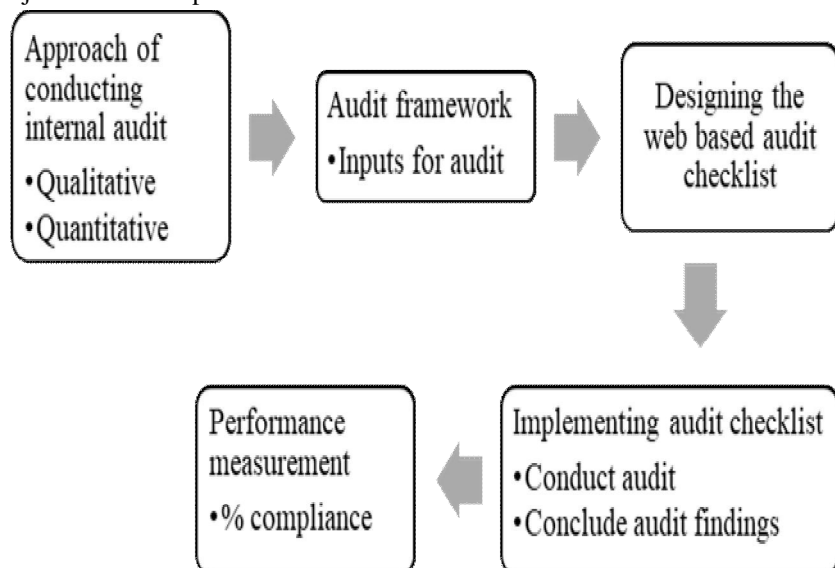 Approach of
conducting
internal audit
•Qualitative
•Quantitative
Audit framework
•Inputs for audit
Designing the
web based audit
checklist
Implementing audit checklist
•Conduct audit
•Conclude audit findings
Performance
measurement
•% compliance